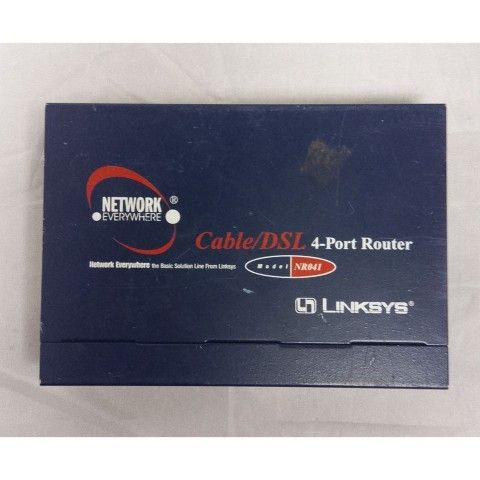 NETWORK®
EVERYWHERE
Cable/DSL 4-Port Router
Network Everywhere the Basic Solution Line From Linksys
Model NR041
LINKSYS®